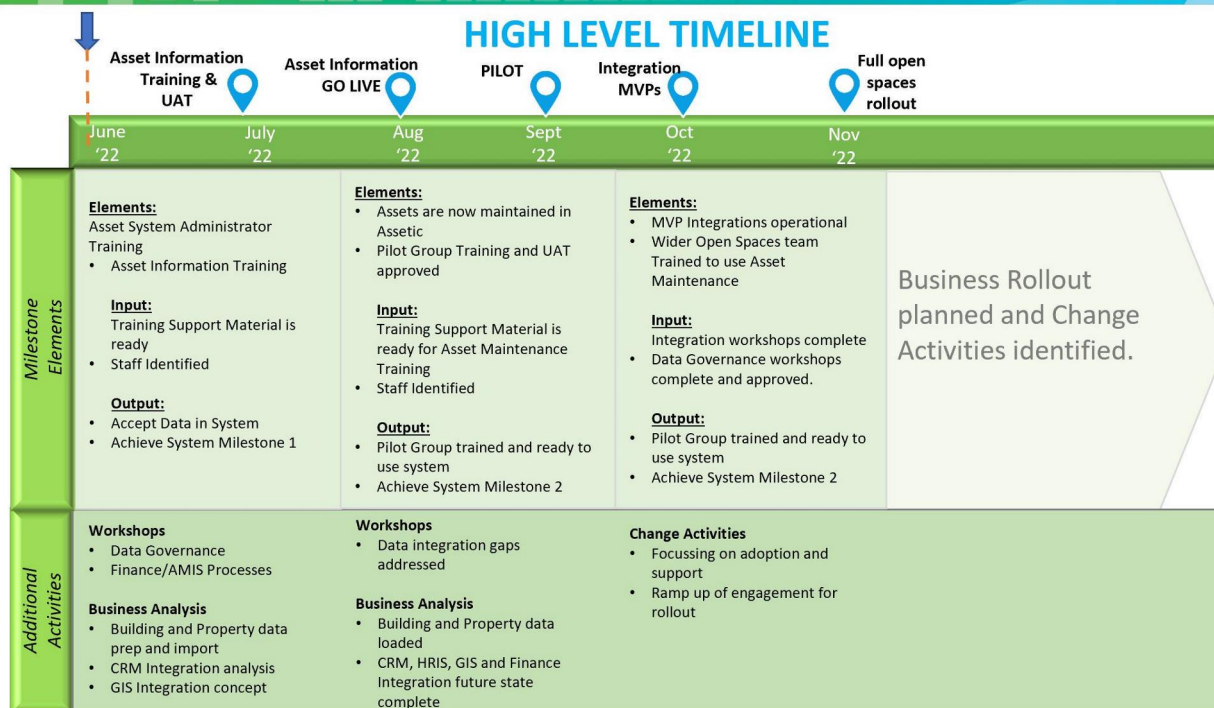 HIGH LEVEL TIMELINE
Asset Information
Training &
UAT
Asset Information
GO LIVE
PILOT
Integration
MVPs
Full open
spaces
rollout
June
'22
July
'22
Aug
'22
Sept
'22
Oct
'22
Nov
'22
Milestone
Elements
Elements:
Asset System Administrator
Training
• Asset Information Training
Input:
Training Support Material is
ready
• Staff Identified
Output:
• Accept Data in System
• Achieve System Milestone 1
Elements:
• Assets are now maintained in
Assetic
• Pilot Group Training and UAT
approved
Input:
Training Support Material is
ready for Asset Maintenance
Training
• Staff Identified
Output:
• Pilot Group trained and ready to
use system
• Achieve System Milestone 2
Elements:
• MVP Integrations operational
• Wider Open Spaces team
Trained to use Asset
Maintenance
Input:
Integration workshops complete
• Data Governance workshops
complete and approved.
Output:
• Pilot Group trained and ready to
use system
• Achieve System Milestone 2
Business Rollout
planned and Change
Activities identified.
Additional
Activities
Workshops
• Data Governance
• Finance/AMIS Processes
Business Analysis
• Building and Property data
prep and import
• CRM Integration analysis
• GIS Integration concept
Workshops
• Data integration gaps
addressed
Business Analysis
• Building and Property data
loaded
• CRM, HRIS, GIS and Finance
Integration future state
complete
Change Activities
• Focussing on adoption and
support
• Ramp up of engagement for
rollout